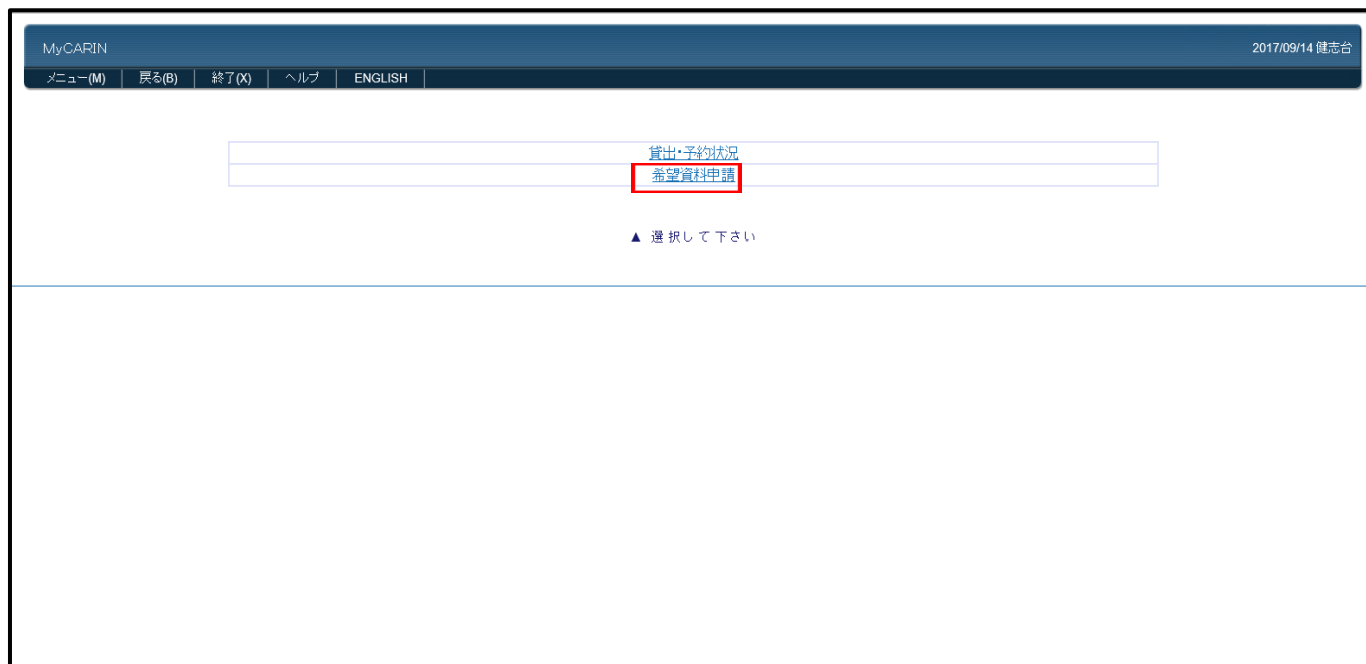 MyCARIN 2017/09/14 健志台
メニュー(M) 戻る(B) 終了(X) ヘルプ ENGLISH
貸出・予約状況
希望資料申請
▲ 選択して下さい